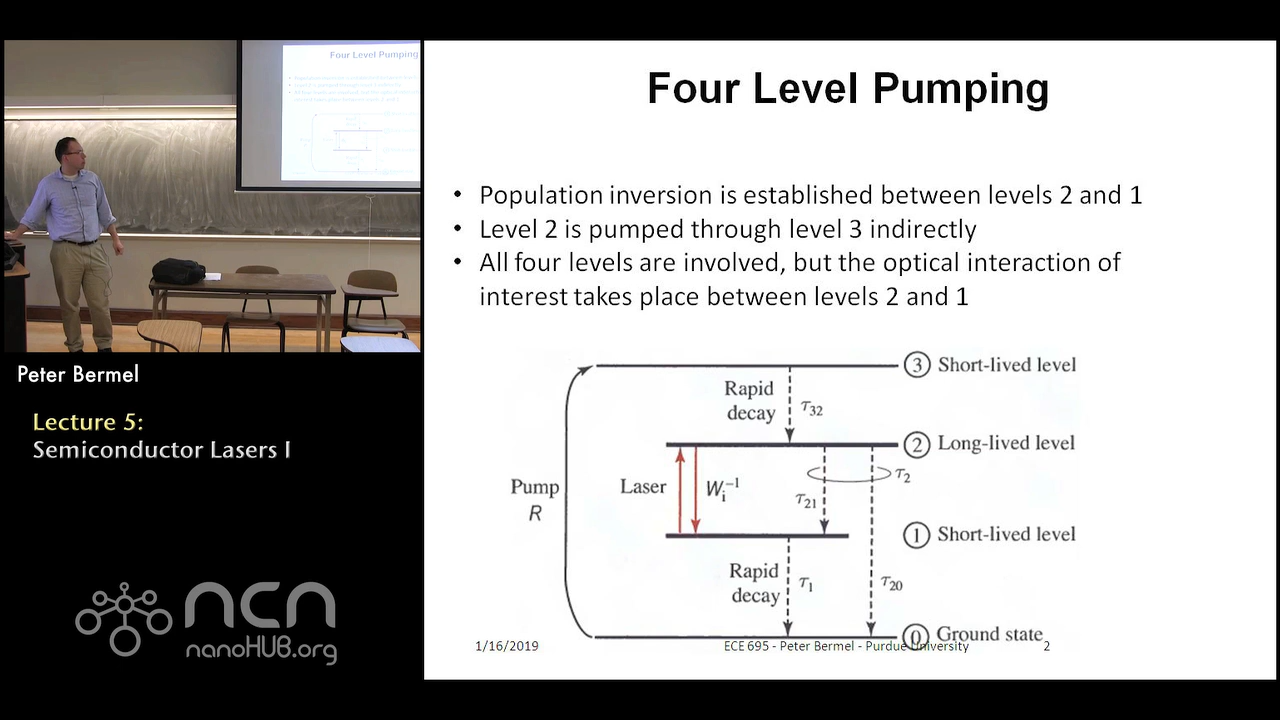 Four Level Pumping
• Population inversion is established between levels 2 and 1
• Level 2 is pumped through level 3 indirectly
• All four levels are involved, but the optical interaction of
interest takes place between levels 2 and 1
3 Short-lived level
Rapid
decay
τ32
2 Long-lived level
Pump
R
Laser
Wi−1
τ21
τ2
1 Short-lived level
Rapid
decay
τ1
τ20
0 Ground state
1/16/2019
ECE 695 - Peter Bermel - Purdue University
2
Four Level Pumping
Peter Bermel
Lecture 5:
Semiconductor Lasers I
ncn
nanoHUB.org